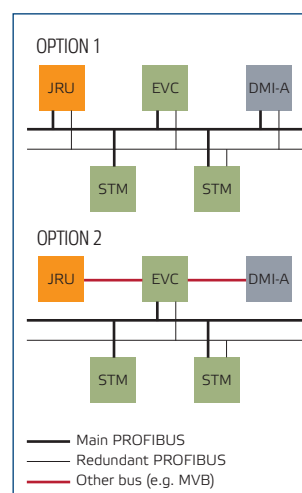 OPTION 1
JRU EVC DMI-A
STM STM
OPTION 2
JRU EVC DMI-A
STM STM
Main PROFIBUS
Redundant PROFIBUS
Other bus (e.g. MVB)